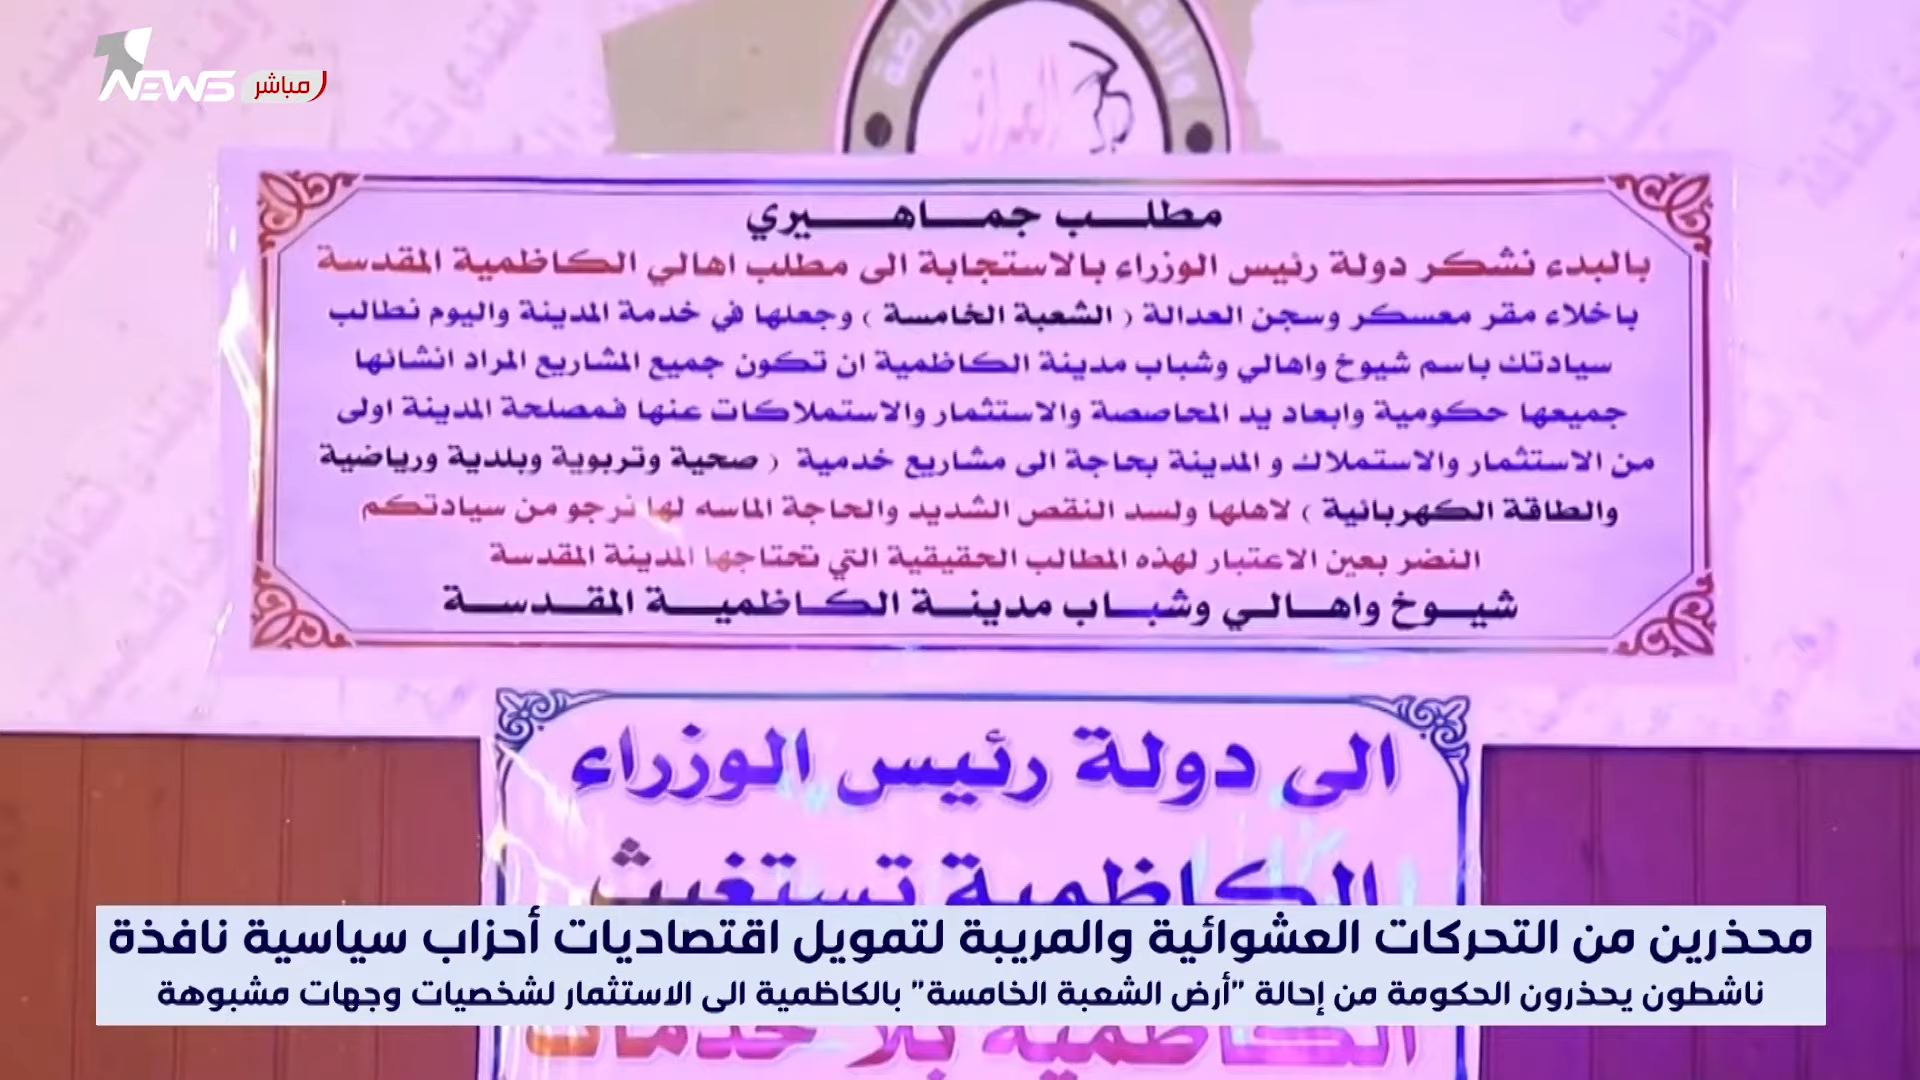 NEWS
مباشر
وزارة
مطلب جماهيري
بالبدء نشكر دولة رئيس الوزراء بالاستجابة الى مطلب اهالي الكاظمية المقدسة
باخلاء مقر معسكر وسجن العدالة ( الشعبة الخامسة ) وجعلها في خدمة المدينة واليوم نطالب
سيادتك باسم شيوخ واهالي وشباب مدينة الكاظمية ان تكون جميع المشاريع المراد انشائها
جميعها حكومية وابعاد يد المحاصصة والاستثمار والاستملاكات عنها فمصلحة المدينة اولى
من الاستثمار والاستملاك و المدينة بحاجة الى مشاريع خدمية ( صحية وتربوية وبلدية ورياضية
والطاقة الكهربائية ) لاهلها ولسد النقص الشديد والحاجة الماسه لها نرجو من سيادتكم
النضر بعين الاعتبار لهذه المطالب الحقيقية التي تحتاجها المدينة المقدسة
شيوخ واهالي وشباب مدينة الكاظمية المقدسة
الى دولة رئيس الوزراء
الكاظمية تستغيث
محذرين من التحركات العشوائية والمريبة لتمويل اقتصاديات أحزاب سياسية نافذة
ناشطون يحذرون الحكومة من إحالة "أرض الشعبة الخامسة" بالكاظمية الى الاستثمار لشخصيات وجهات مشبوهة
الكاظمية بلا خدمات